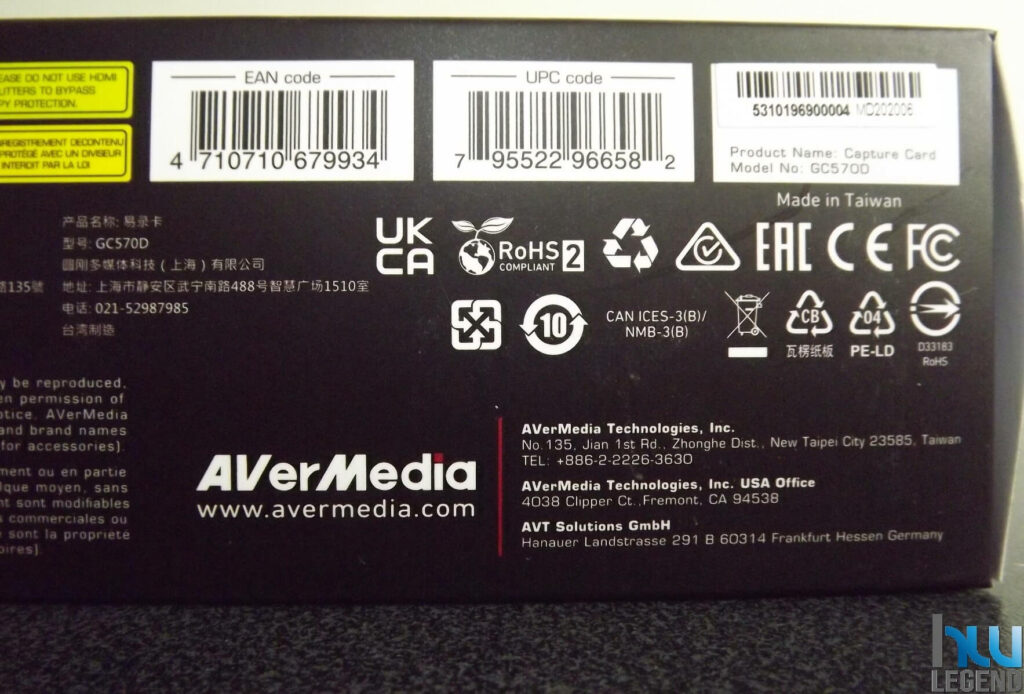 EASE DO NOT USE HDMI
LITTERS TO BYPASS
PY PROTECTION.
REGISTREMENT DECONTENU
PROTÉGÉ AVEC UN DIVISEUR
INTERDIT PAR LA LOI
EAN code
4 710710 679934
UPC code
7 95522 96658 2
5310196900004 MD202006
Product Name: Capture Card
Model No: GC570D
Made in Taiwan
产品名称: 易录卡
型号: GC570D
圆刚多媒体科技（上海）有限公司
路135號
地址: 上海市静安区武宁南路488号智慧广场1510室
电话: 021-52987985
台湾制造
UK
CA
RoHS 2
COMPLIANT
EAC CE FC
10
CAN ICES-3(B)/
NMB-3(B)
CB
瓦楞纸板
04
PE-LD
D33183
RoHS
y be reproduced,
en permission of
otice. AVerMedia
and brand names
for accessories).
ment ou en partie
lque moyen, sans
nt sont modifiables
s commerciales ou
e sont la propriété
oires).
AVerMedia
www.avermedia.com
AVerMedia Technologies, Inc.
No.135, Jian 1st Rd., Zhonghe Dist., New Taipei City 23585, Taiwan
TEL: +886-2-2226-3630
AVerMedia Technologies, Inc. USA Office
4038 Clipper Ct.,Fremont, CA 94538
AVT Solutions GmbH
Hanauer Landstrasse 291 B 60314 Frankfurt Hessen Germany
LEGEND